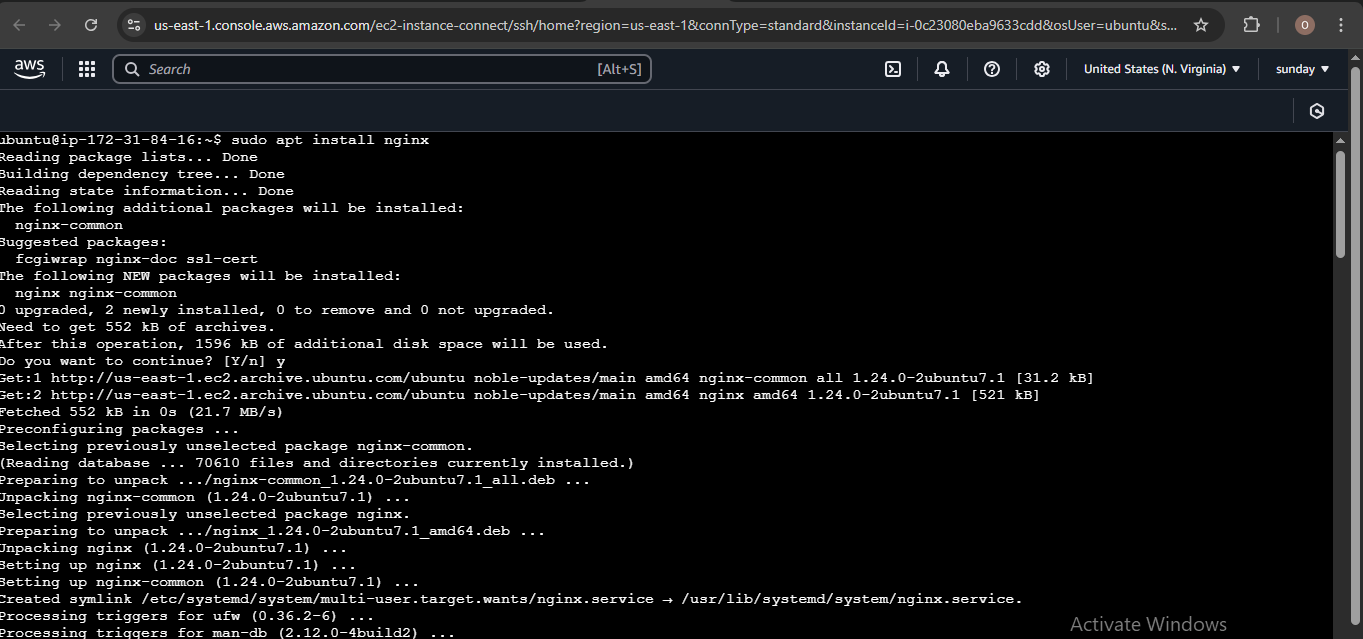 us-east-1.console.aws.amazon.com/ec2-instance-connect/ssh/home?region=us-east-1&connType=standard&instanceId=i-0c23080eba9633cdd&osUser=ubuntu&s...
O
aws
Search
[Alt+S]
United States (N. Virginia)
sunday
ubuntu@ip-172-31-84-16:~$ sudo apt install nginx
Reading package lists... Done
Building dependency tree... Done
Reading state information... Done
The following additional packages will be installed:
  nginx-common
Suggested packages:
  fcgiwrap nginx-doc ssl-cert
The following NEW packages will be installed:
  nginx nginx-common
0 upgraded, 2 newly installed, 0 to remove and 0 not upgraded.
Need to get 552 kB of archives.
After this operation, 1596 kB of additional disk space will be used.
Do you want to continue? [Y/n] y
Get:1 http://us-east-1.ec2.archive.ubuntu.com/ubuntu noble-updates/main amd64 nginx-common all 1.24.0-2ubuntu7.1 [31.2 kB]
Get:2 http://us-east-1.ec2.archive.ubuntu.com/ubuntu noble-updates/main amd64 nginx amd64 1.24.0-2ubuntu7.1 [521 kB]
Fetched 552 kB in 0s (21.7 MB/s)
Preconfiguring packages ...
Selecting previously unselected package nginx-common.
(Reading database ... 70610 files and directories currently installed.)
Preparing to unpack .../nginx-common_1.24.0-2ubuntu7.1_all.deb ...
Unpacking nginx-common (1.24.0-2ubuntu7.1) ...
Selecting previously unselected package nginx.
Preparing to unpack .../nginx_1.24.0-2ubuntu7.1_amd64.deb ...
Unpacking nginx (1.24.0-2ubuntu7.1) ...
Setting up nginx (1.24.0-2ubuntu7.1) ...
Setting up nginx-common (1.24.0-2ubuntu7.1) ...
Created symlink /etc/systemd/system/multi-user.target.wants/nginx.service → /usr/lib/systemd/system/nginx.service.
Processing triggers for ufw (0.36.2-6) ...
Processing triggers for man-db (2.12.0-4build2) ...
Activate Windows